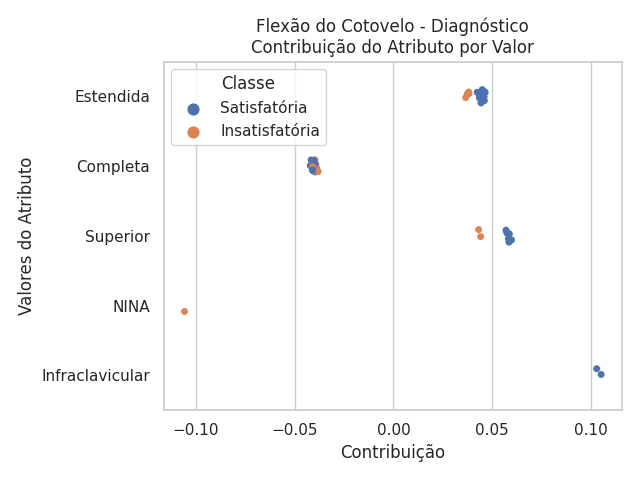 Flexão do Cotovelo - Diagnóstico
Contribuição do Atributo por Valor
Classe
Satisfatória
Insatisfatória
Valores do Atributo
Estendida
Completa
Superior
NINA
Infraclavicular
−0.10 −0.05 0.00 0.05 0.10
Contribuição